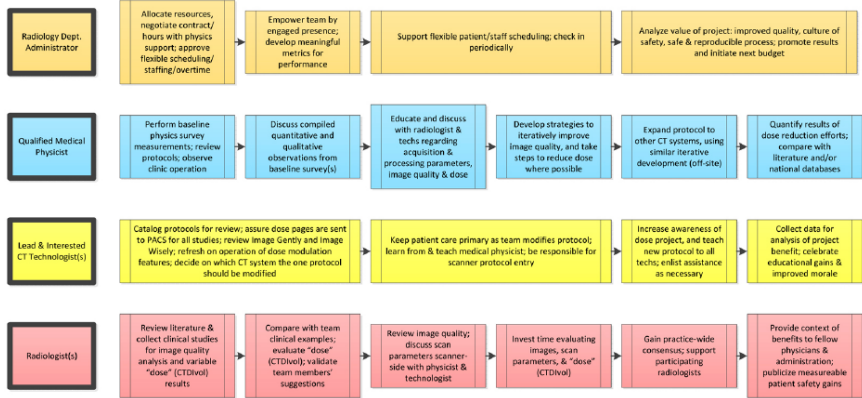 Radiology Dept.
Administrator
Allocate resources,
negotiate contract/
hours with physics
support; approve
flexible scheduling/
staffing/overtime
Empower team by
engaged presence;
develop meaningful
metrics for
performance
Support flexible patient/staff scheduling; check in
periodically
Analyze value of project: improved quality, culture of
safety, safe & reproducible process; promote results
and initiate next budget
Qualified Medical
Physicist
Perform baseline
physics survey
measurements; review
protocols; observe
clinic operation
Discuss compiled
quantitative and
qualitative
observations from
baseline survey(s)
Educate and discuss
with radiologist &
techs regarding
acquisition &
processing parameters,
image quality & dose
Develop strategies to
iteratively improve
image quality, and take
steps to reduce dose
where possible
Expand protocol to
other CT systems, using
similar iterative
development (off-site)
Quantify results of
dose reduction efforts;
compare with
literature and/or
national databases
Lead & Interested
CT Technologist(s)
Catalog protocols for review; assure dose pages are sent
to PACS for all studies; review Image Gently and Image
Wisely; refresh on operation of dose modulation
features; decide on which CT system the one protocol
should be modified
Keep patient care primary as team modifies protocol;
learn from & teach medical physicist; be responsible for
scanner protocol entry
Increase awareness of
dose project, and teach
new protocol to all
techs; enlist assistance
as necessary
Collect data for
analysis of project
benefit; celebrate
educational gains &
improved morale
Radiologist(s)
Review literature &
collect clinical studies
for image quality
analysis and variable
"dose" (CTDIvol)
results
Compare with team
clinical examples;
evaluate "dose"
(CTDIvol); validate
team members'
suggestions
Review image quality;
discuss scan
parameters scanner-
side with physicist &
technologist
Invest time evaluating
images, scan
parameters, & "dose"
(CTDIvol)
Gain practice-wide
consensus; support
participating
radiologists
Provide context of
benefits to fellow
physicians &
administration;
publicize measureable
patient safety gains